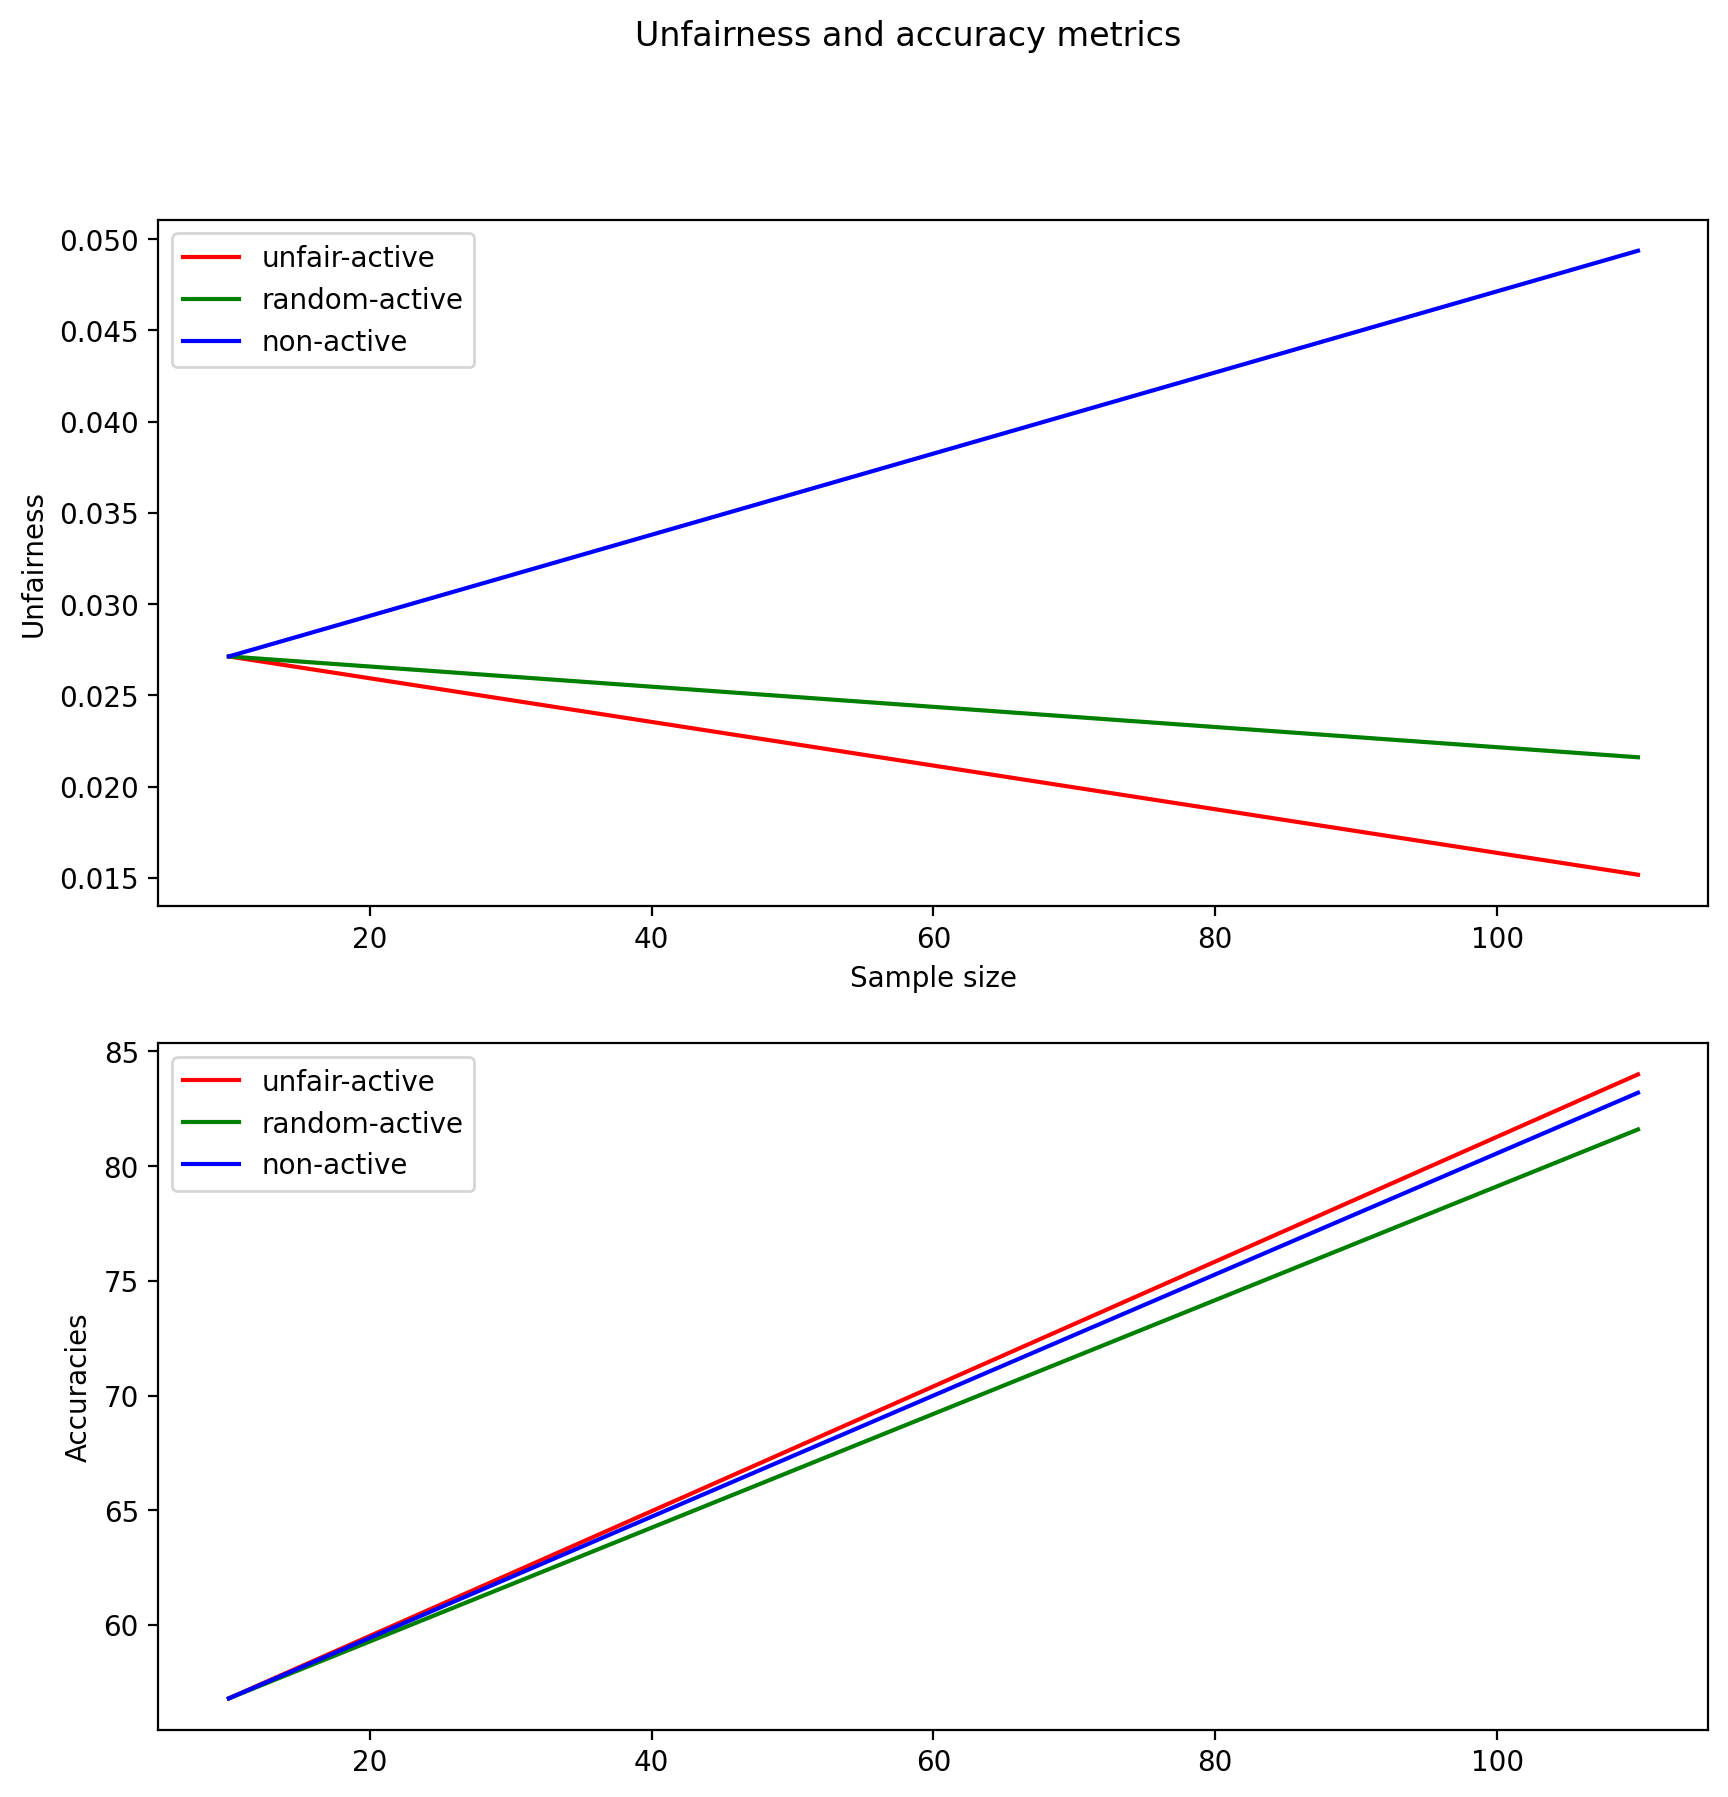 Unfairness and accuracy metrics
0.050
0.045
0.040
0.035
0.030
0.025
0.020
0.015
Unfairness
unfair-active
random-active
non-active
20 40 60 80 100
Sample size
85
80
75
70
65
60
Accuracies
unfair-active
random-active
non-active
20 40 60 80 100